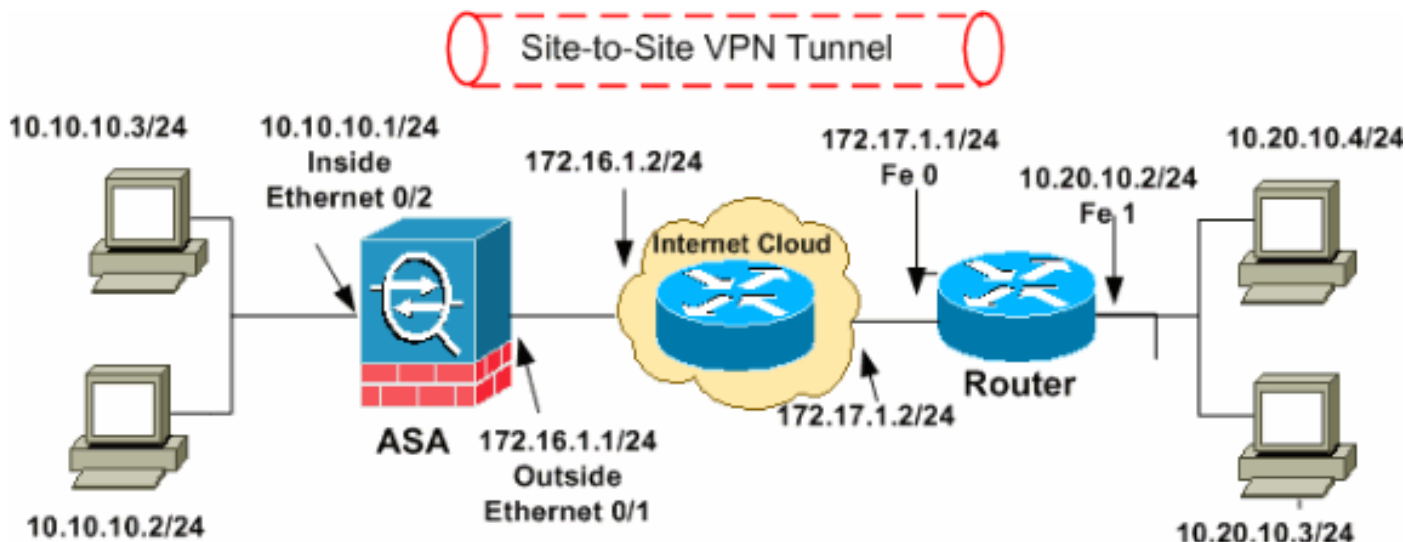 Site-to-Site VPN Tunnel
10.10.10.3/24
10.10.10.1/24
Inside
Ethernet 0/2
172.16.1.2/24
172.17.1.1/24
Fe 0
10.20.10.2/24
Fe 1
10.20.10.4/24
Internet Cloud
Router
172.17.1.2/24
ASA
172.16.1.1/24
Outside
Ethernet 0/1
10.10.10.2/24
10.20.10.3/24